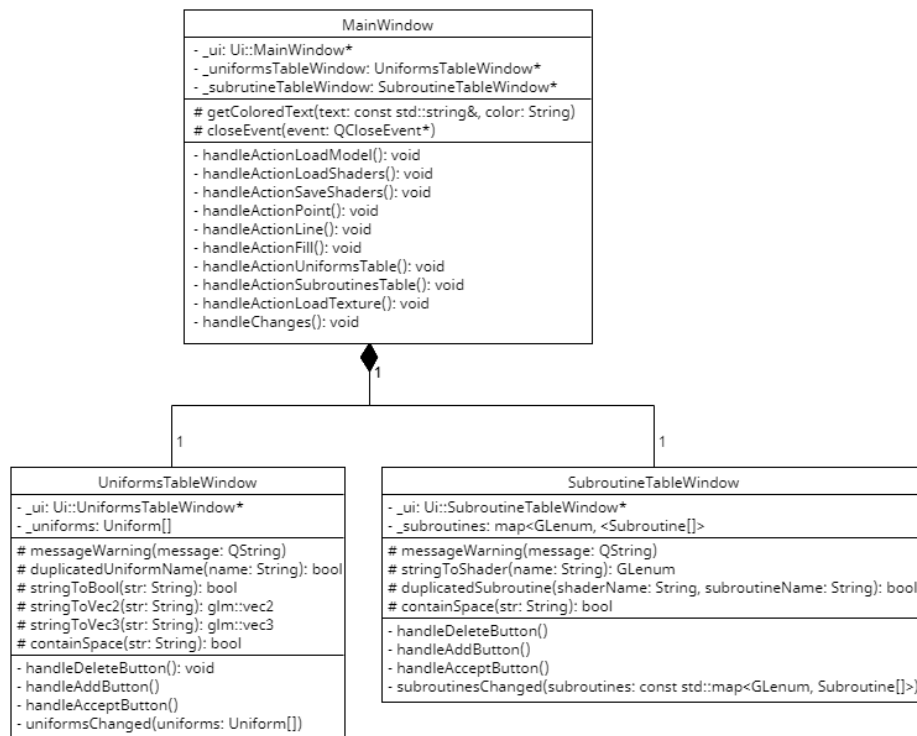 MainWindow
- _ui: Ui::MainWindow*
- _uniformsTableWindow: UniformsTableWindow*
- _subrutineTableWindow: SubroutineTableWindow*
# getColoredText(text: const std::string&, color: String)
# closeEvent(event: QCloseEvent*)
- handleActionLoadModel(): void
- handleActionLoadShaders(): void
- handleActionSaveShaders(): void
- handleActionPoint(): void
- handleActionLine(): void
- handleActionFill(): void
- handleActionUniformsTable(): void
- handleActionSubroutinesTable(): void
- handleActionLoadTexture(): void
- handleChanges(): void
1
1
1
UniformsTableWindow
- _ui: Ui::UniformsTableWindow*
- _uniforms: Uniform[]
# messageWarning(message: QString)
# duplicatedUniformName(name: String): bool
# stringToBool(str: String): bool
# stringToVec2(str: String): glm::vec2
# stringToVec3(str: String): glm::vec3
# containSpace(str: String): bool
- handleDeleteButton(): void
- handleAddButton()
- handleAcceptButton()
- uniformsChanged(uniforms: Uniform[])
SubroutineTableWindow
- _ui: Ui::SubroutineTableWindow*
- _subroutines: map<GLenum, <Subroutine[]>
# messageWarning(message: QString)
# stringToShader(name: String): GLenum
# duplicatedSubroutine(shaderName: String, subroutineName: String): bool
# containSpace(str: String): bool
- handleDeleteButton()
- handleAddButton()
- handleAcceptButton()
- subroutinesChanged(subroutines: const std::map<GLenum, Subroutine[]>)